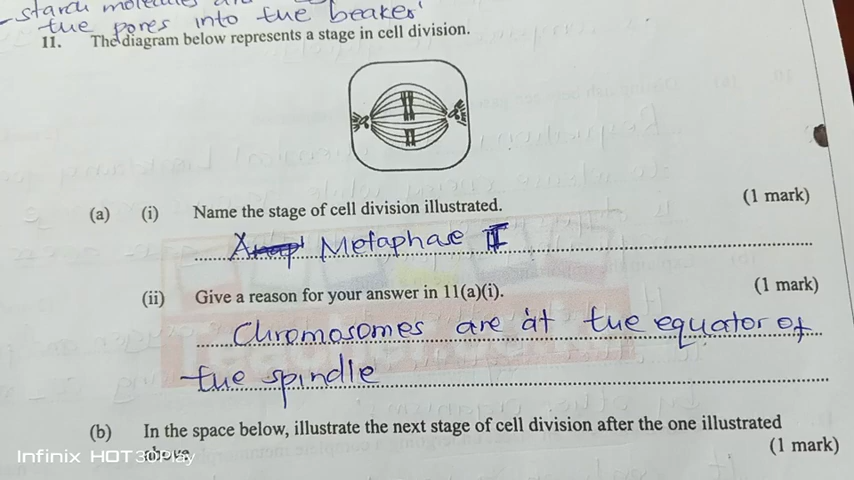 -starch molecules
the pores into the beaker
11. The diagram below represents a stage in cell division.
(a) (i) Name the stage of cell division illustrated. (1 mark)
Metaphase I
(ii) Give a reason for your answer in 11(a)(i). (1 mark)
Chromosomes are at the equator of
the spindle
(b) In the space below, illustrate the next stage of cell division after the one illustrated
above. (1 mark)
Infinix HOT 30 Play